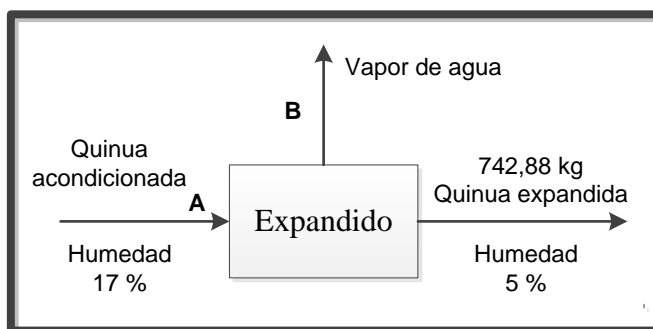 Vapor de agua
B
Quinua
acondicionada
A
Humedad
17 %
Expandido
742,88 kg
Quinua expandida
Humedad
5 %